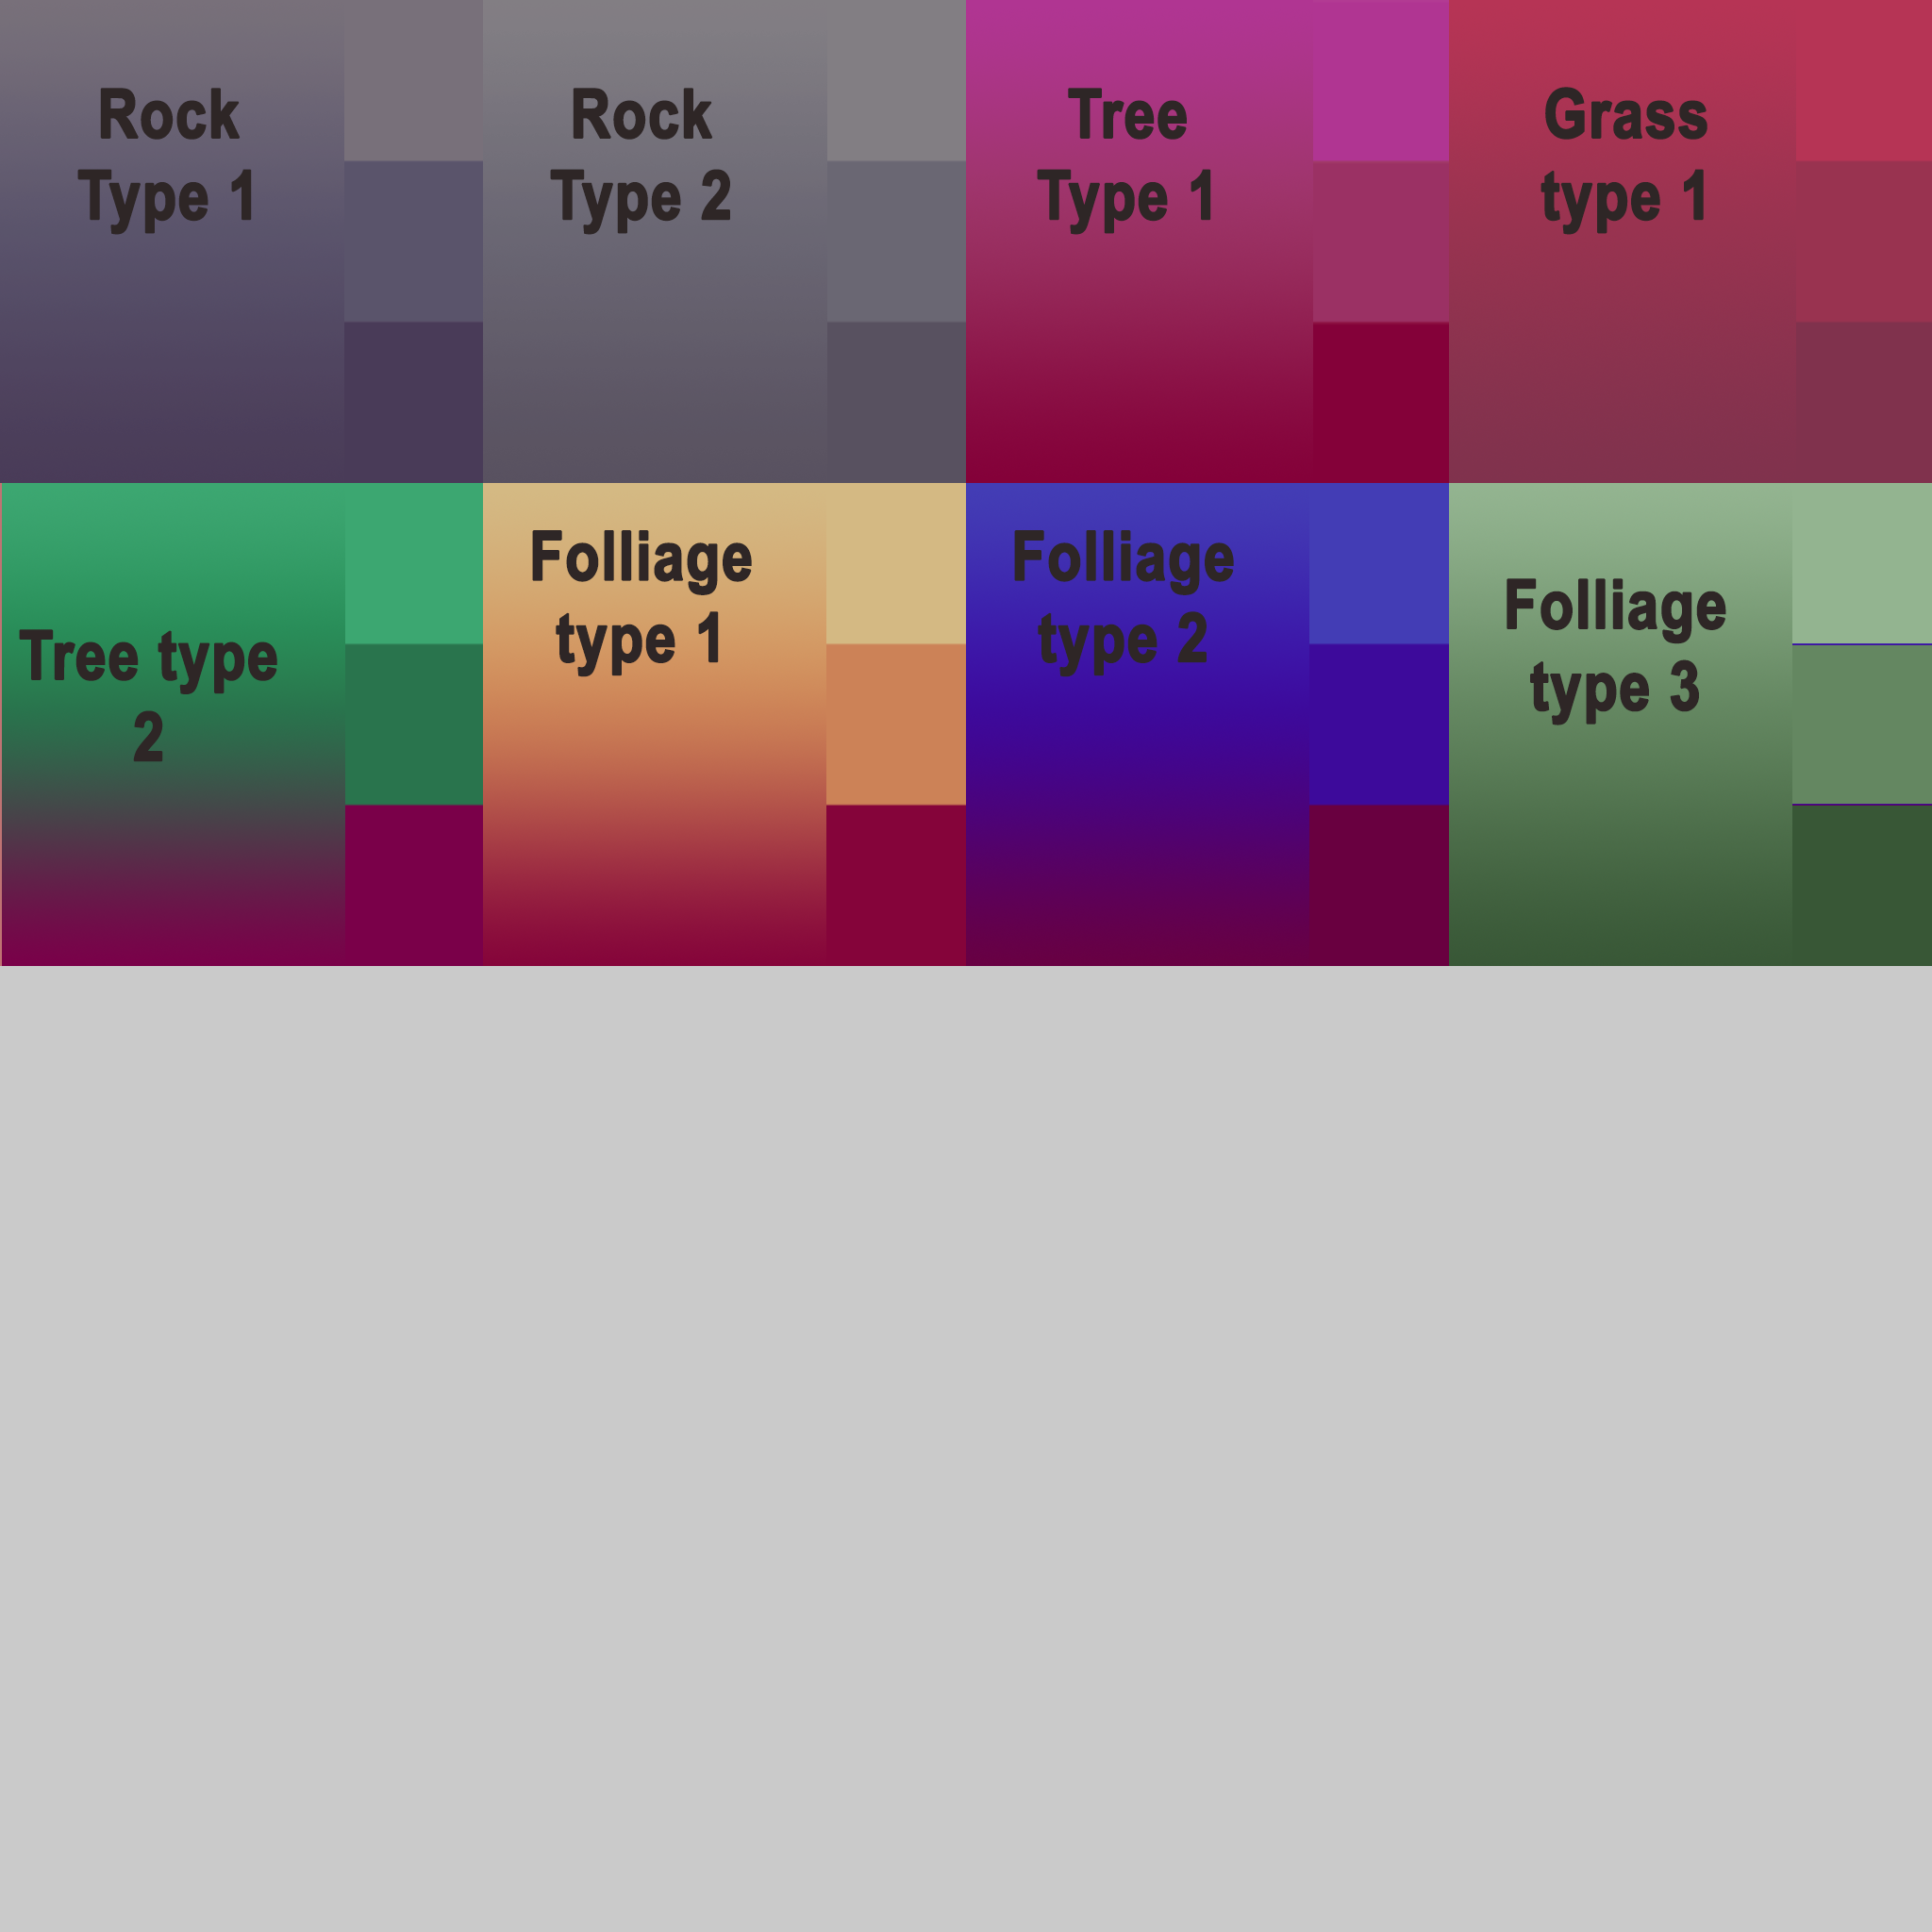 Rock
Type 1
Rock
Type 2
Tree
Type 1
Grass
type 1
Tree type
2
Folliage
type 1
Folliage
type 2
Folliage
type 3